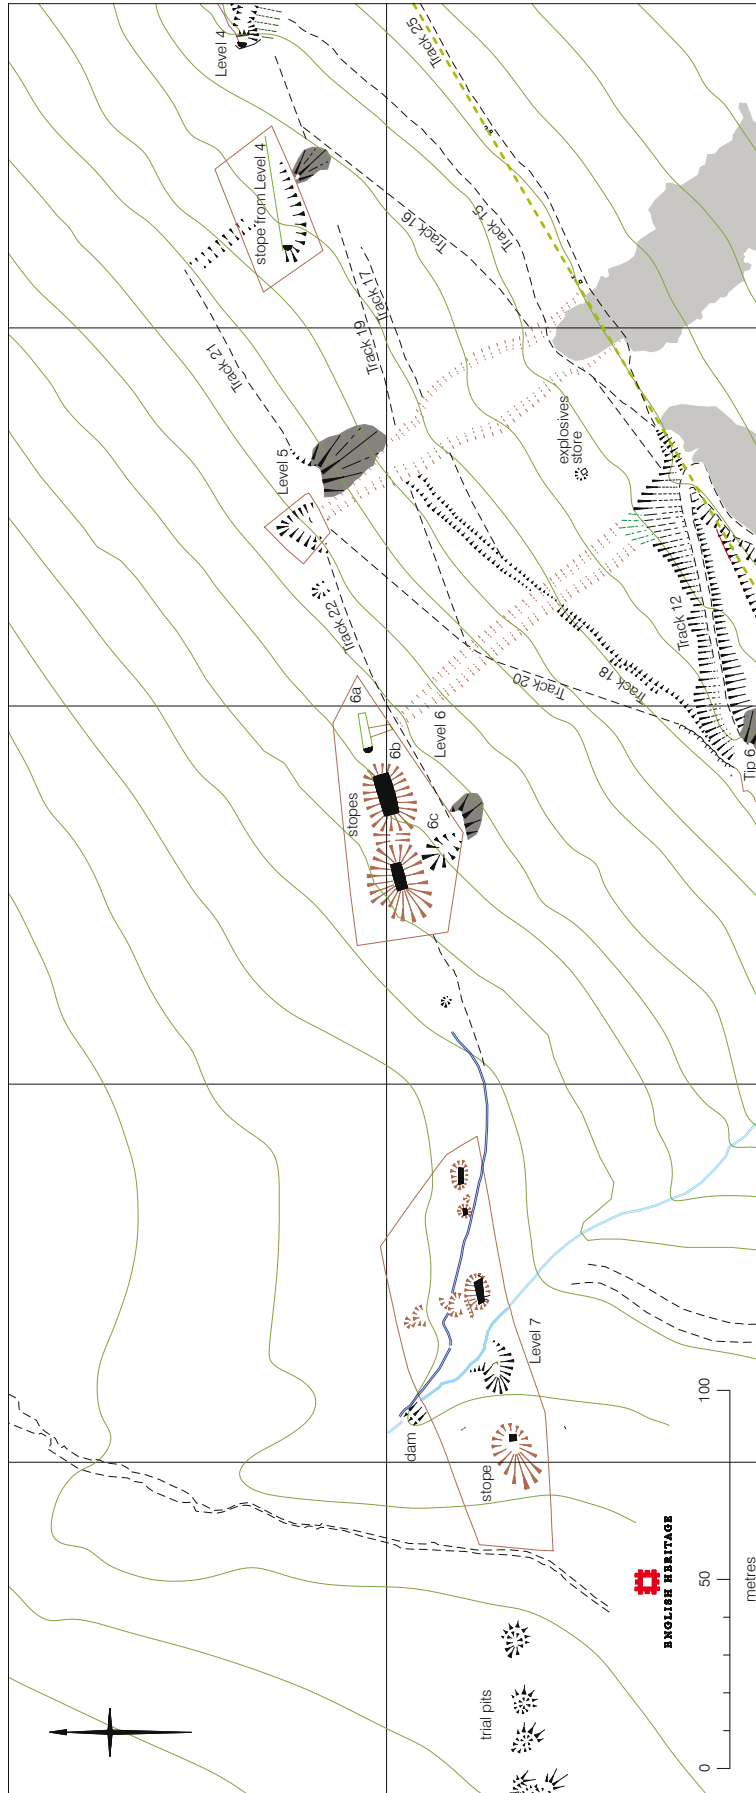 Level 4
Track 25
stope from Level 4
Track 16
Track 15
Track 17
Track 19
Track 21
Level 5
explosives
store
Track 22
Track 12
Track 18
Track 20
6a
Level 6
6b
stopes
6c
Tip 6
Level 7
dam
stope
100
50
0
metres
ENGLISH HERITAGE
trial pits